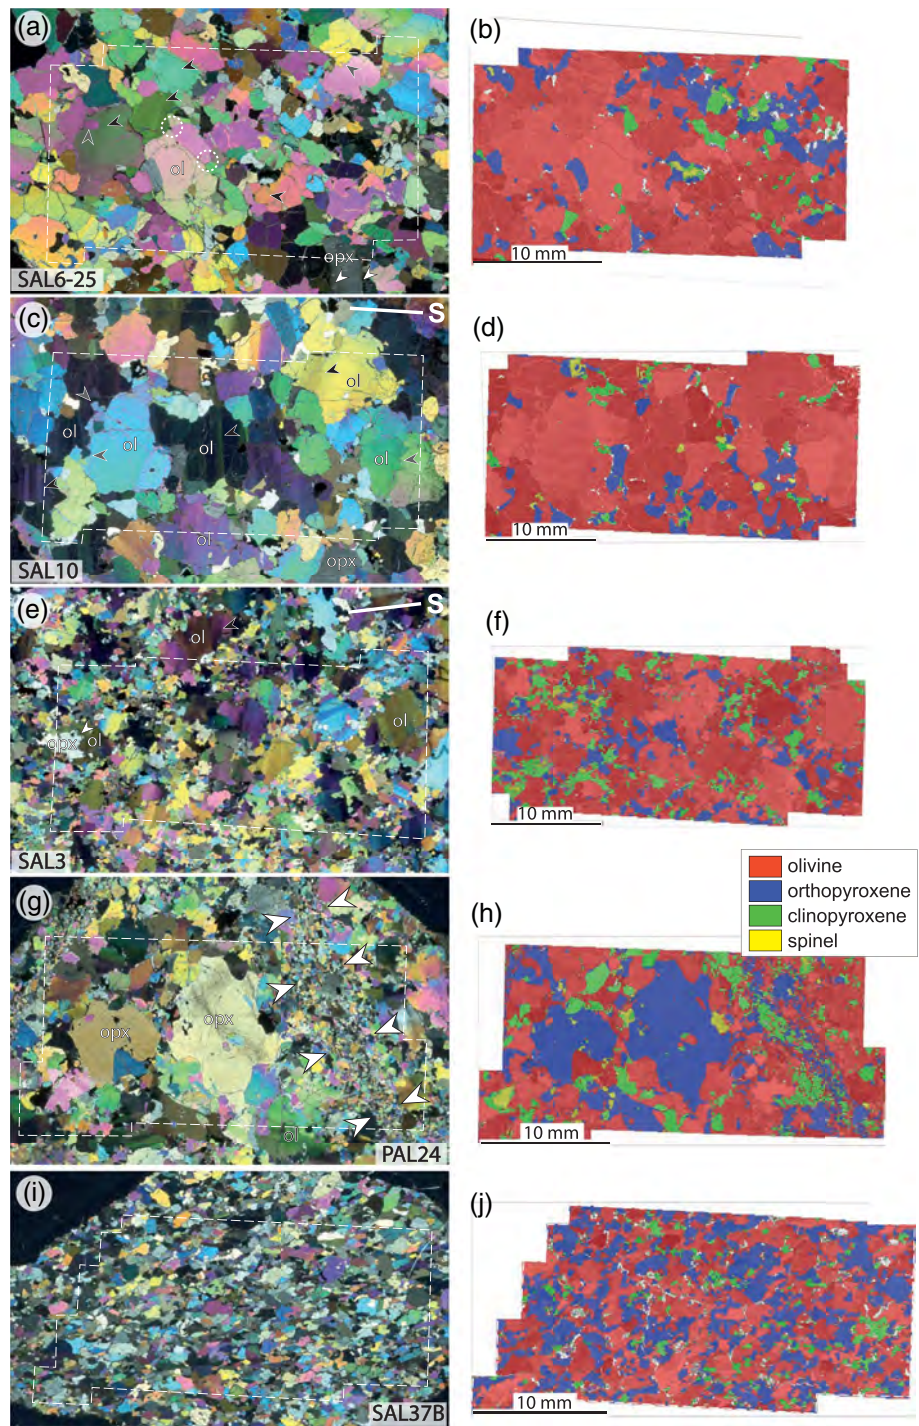 (a)
ol
opx
SAL6-25
(b)
10 mm
(c)
S
ol
ol
ol
ol
ol
ol
opx
SAL10
(d)
10 mm
(e)
S
ol
opx
ol
ol
SAL3
(f)
10 mm
olivine
orthopyroxene
clinopyroxene
spinel
(g)
opx
opx
ol
PAL24
(h)
10 mm
(i)
SAL37B
(j)
10 mm